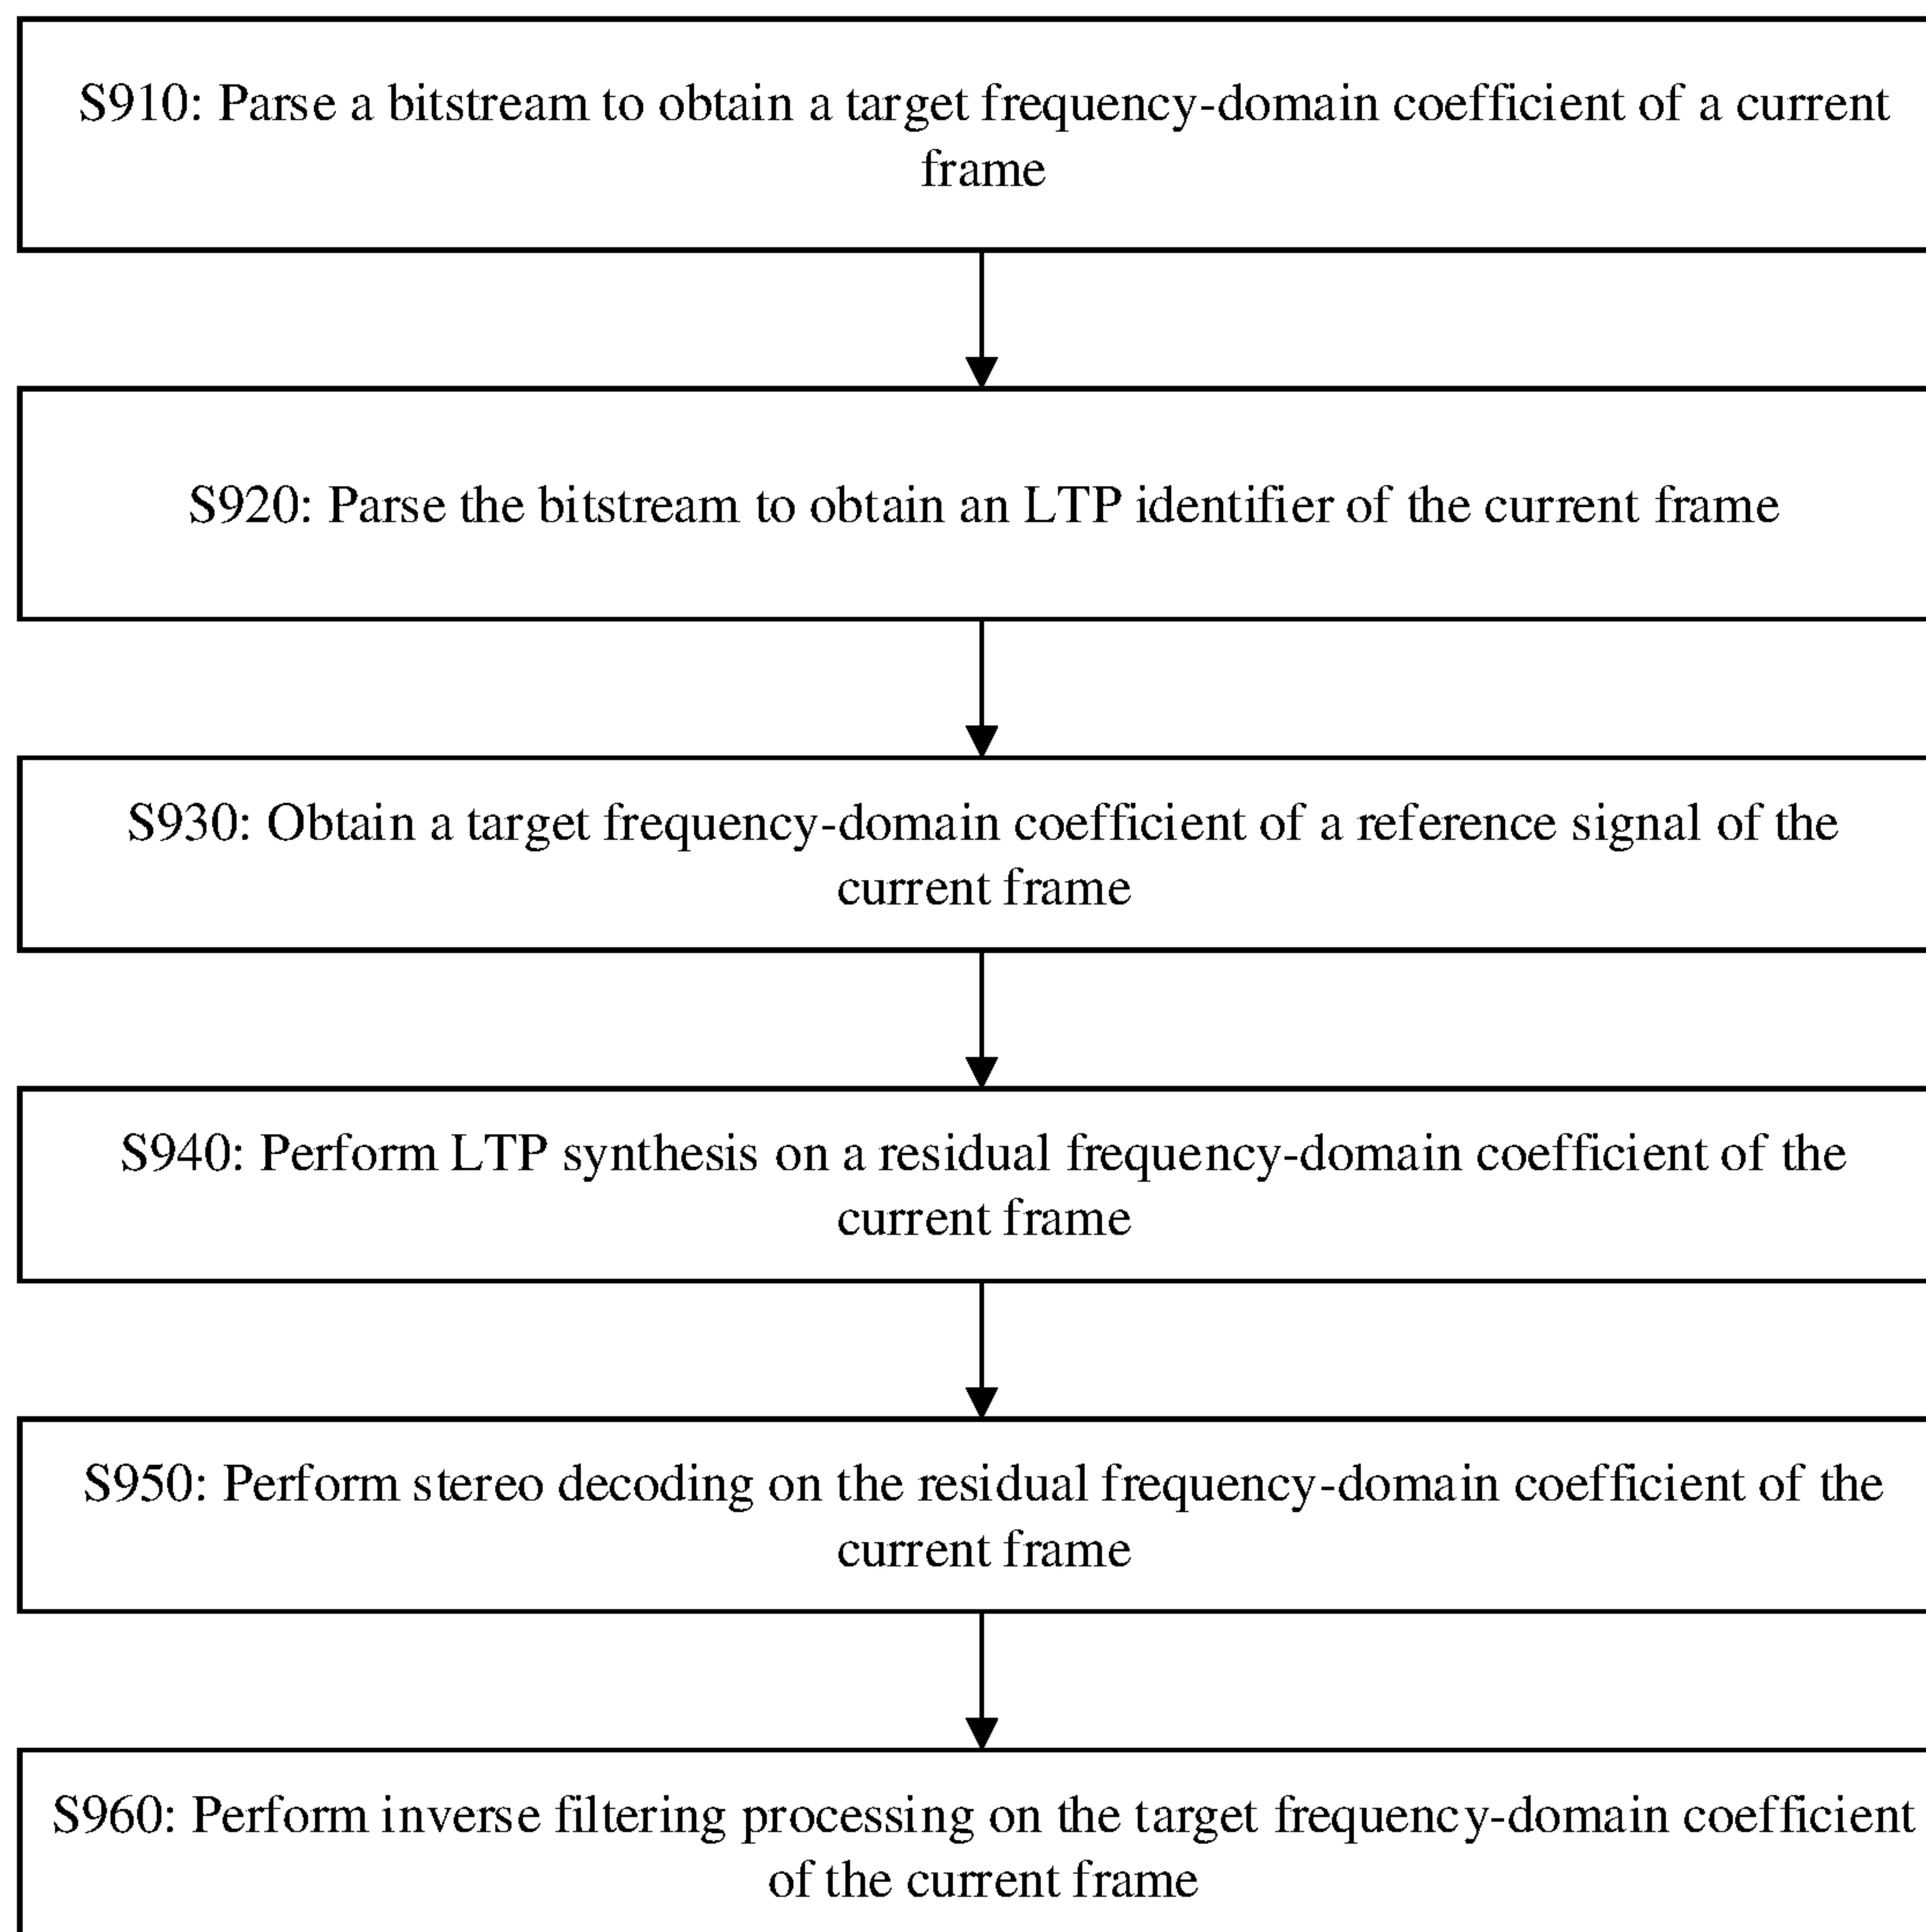 S910: Parse a bitstream to obtain a target frequency-domain coefficient of a current
frame
S920: Parse the bitstream to obtain an LTP identifier of the current frame
S930: Obtain a target frequency-domain coefficient of a reference signal of the
current frame
S940: Perform LTP synthesis on a residual frequency-domain coefficient of the
current frame
S950: Perform stereo decoding on the residual frequency-domain coefficient of the
current frame
S960: Perform inverse filtering processing on the target frequency-domain coefficient
of the current frame